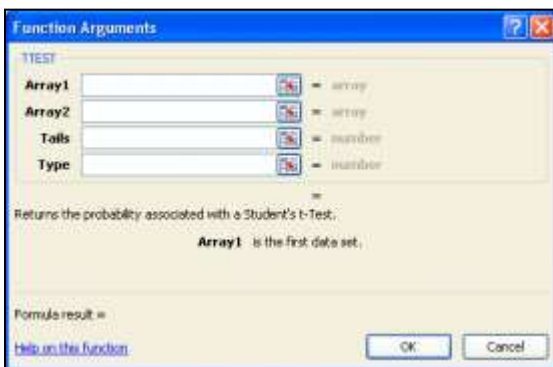 Function Arguments
TTEST
Array1 = array
Array2 = array
Tails = number
Type = number
=
Returns the probability associated with a Student's t-Test.
Array1 is the first data set.
Formula result =
Help on this function OK Cancel